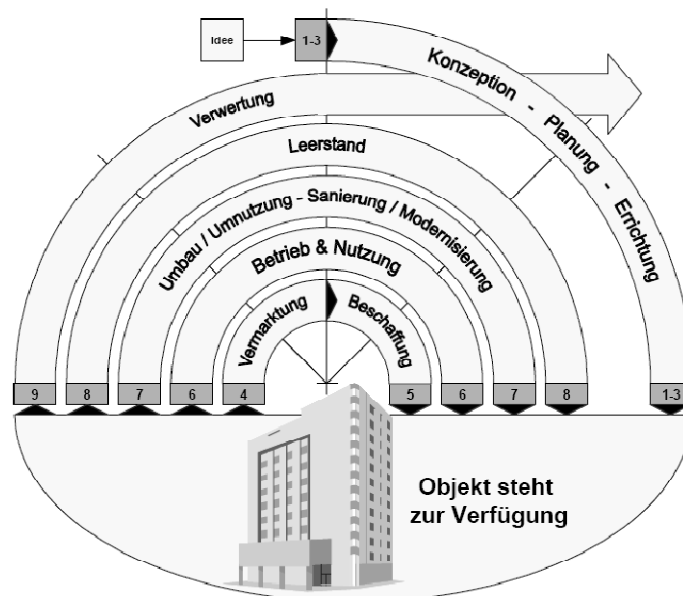 Idee
1-3
Konzeption - Planung - Errichtung
Verwertung
Leerstand
Umbau / Umnutzung - Sanierung / Modernisierung
Betrieb & Nutzung
Vermarktung
Beschaffung
9
8
7
6
4
5
6
7
8
1-3
Objekt steht
zur Verfügung